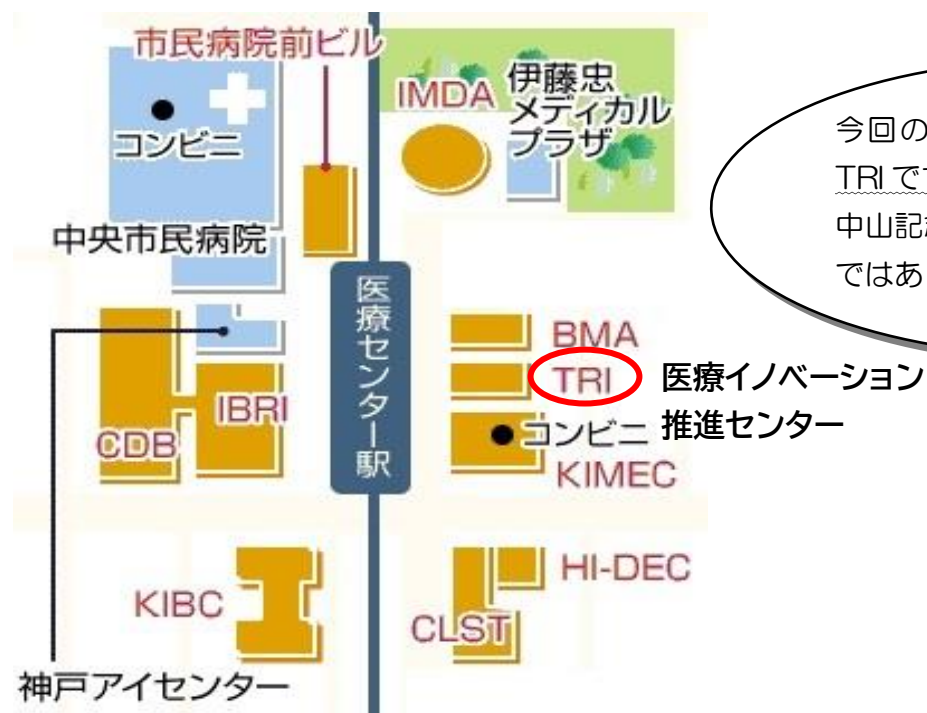 市民病院前ビル
コンビニ
中央市民病院
IMDA
伊藤忠
メディカル
プラザ
今回の
TRIで
中山記
ではあ
医療センター駅
BMA
TRI
医療イノベーション
推進センター
コンビニ
KIMEC
IBRI
CDB
KIBC
HI-DEC
CLST
神戸アイセンター